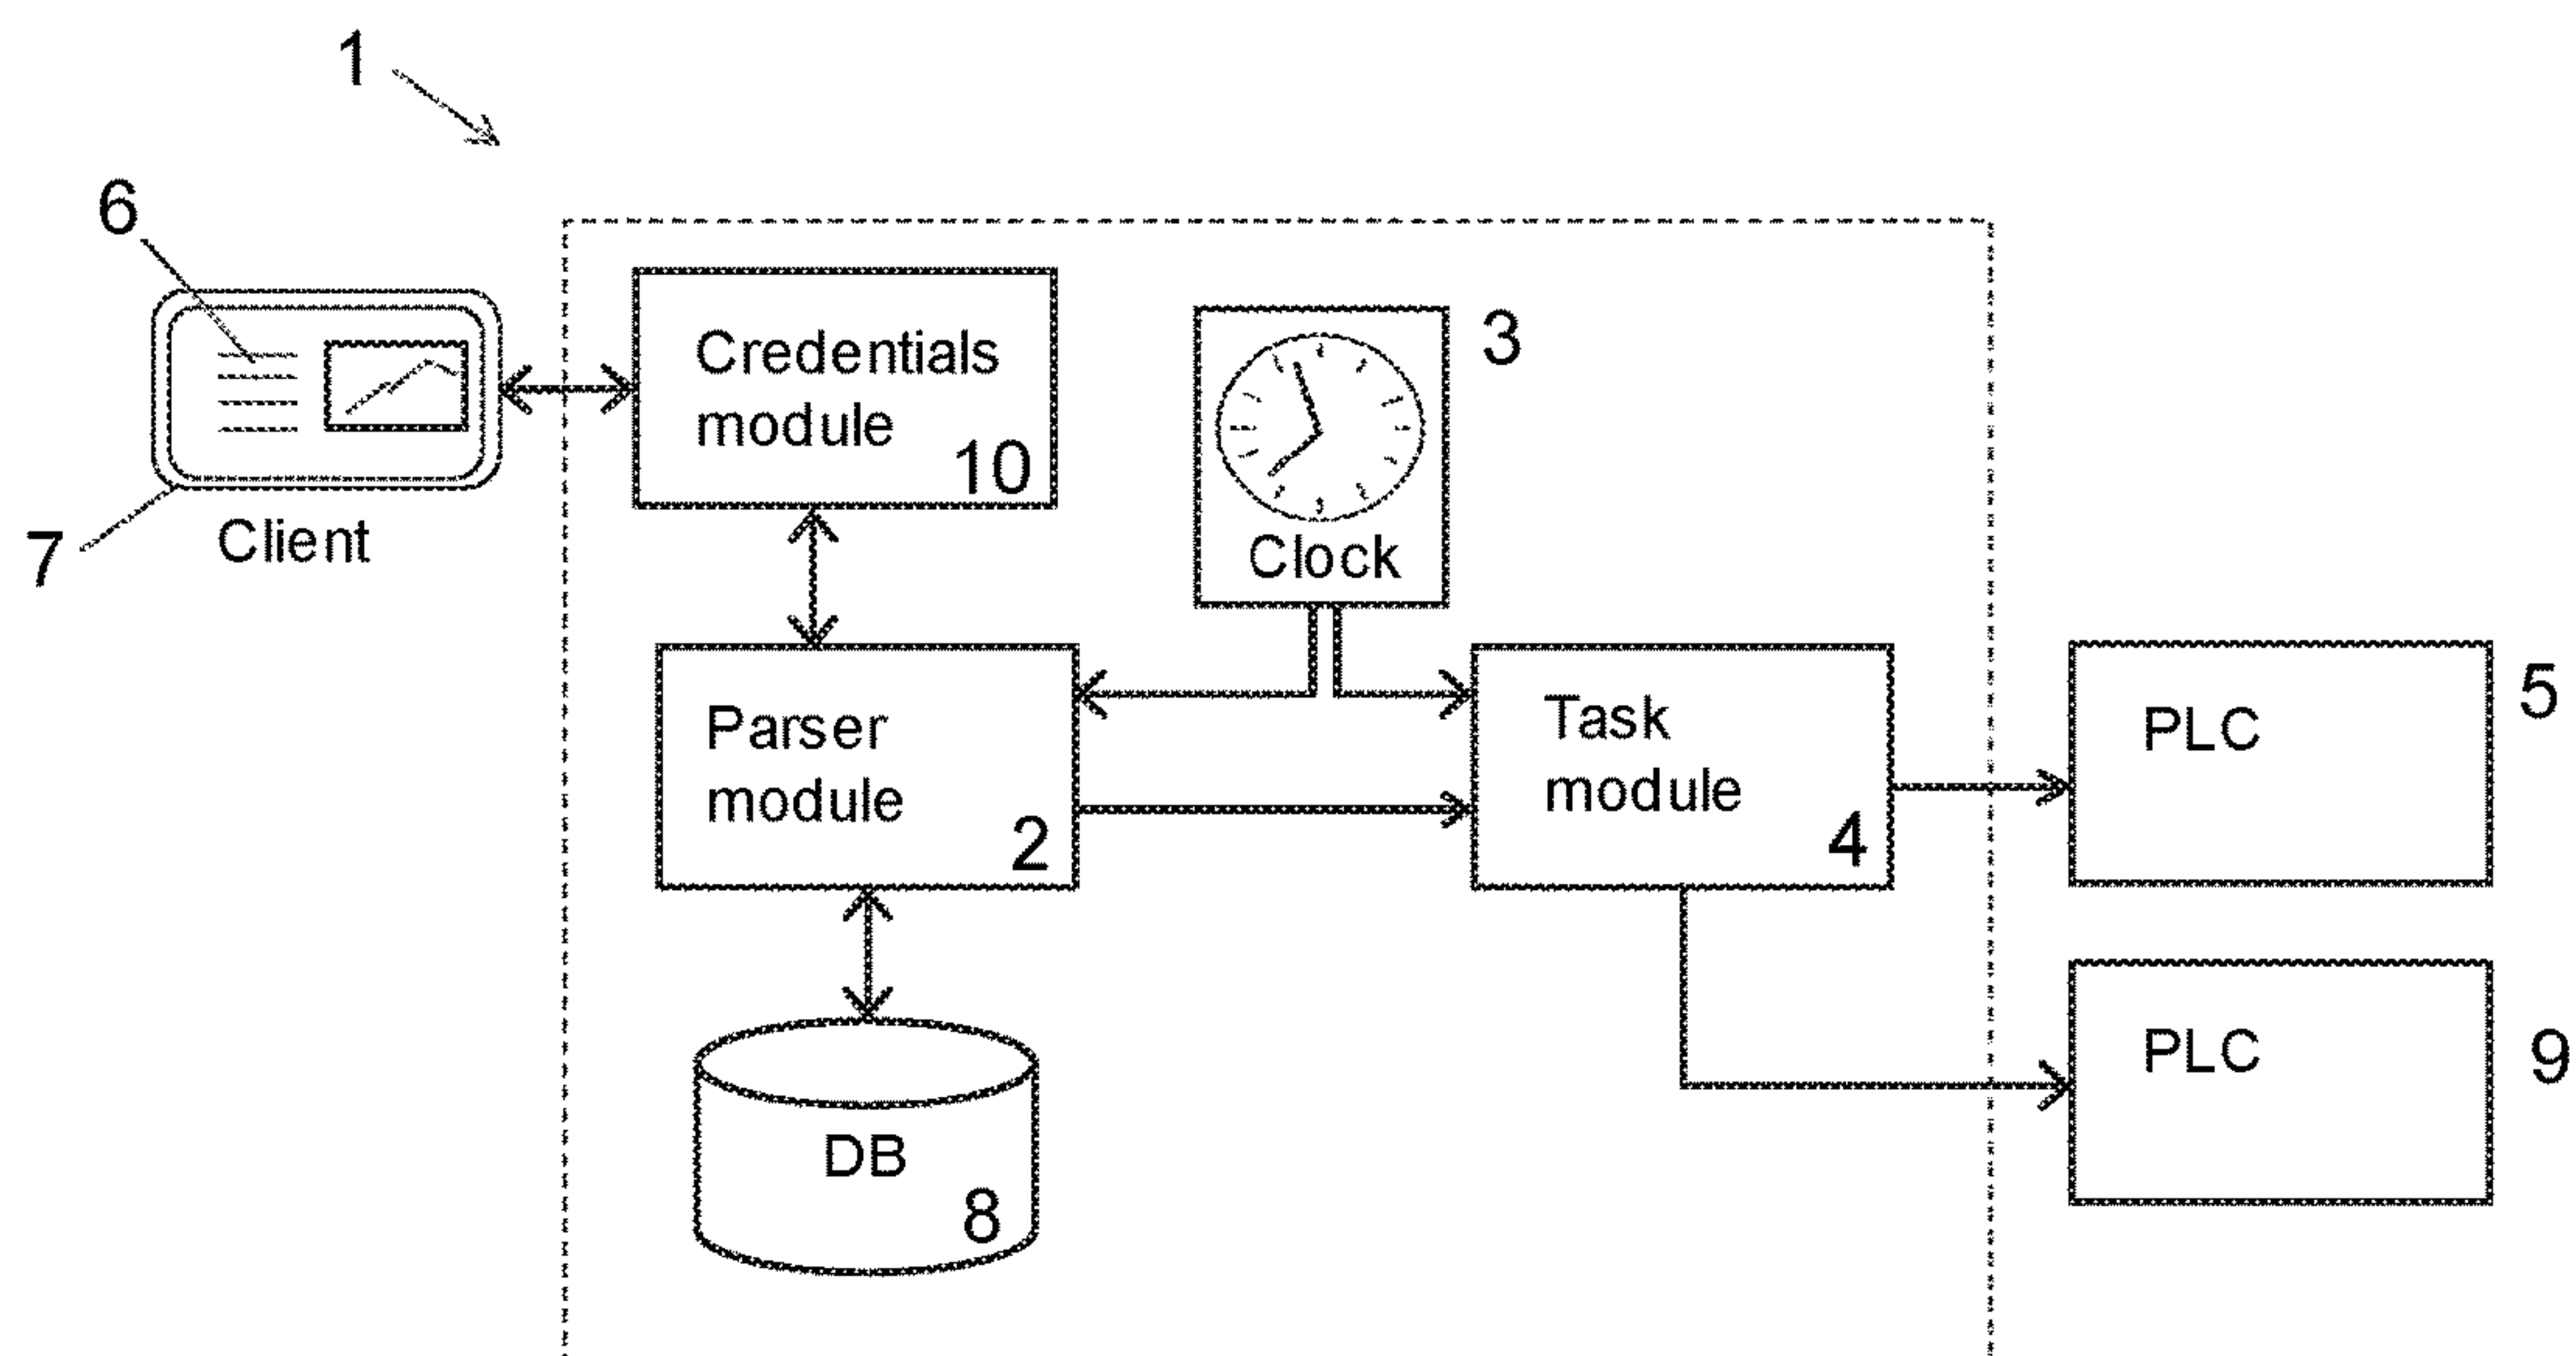 1
6
Credentials
module
10
3
Clock
7
Client
Parser
module
2
Task
module
4
PLC
5
DB
8
PLC
9